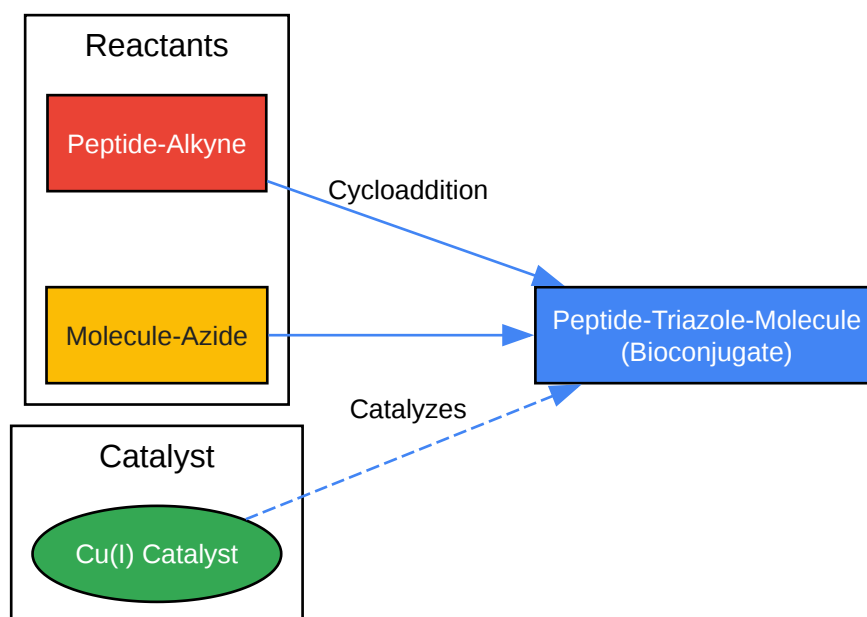 Reactants
Peptide-Alkyne
Cycloaddition
Molecule-Azide
Peptide-Triazole-Molecule
(Bioconjugate)
Catalyzes
Catalyst
Cu(I) Catalyst